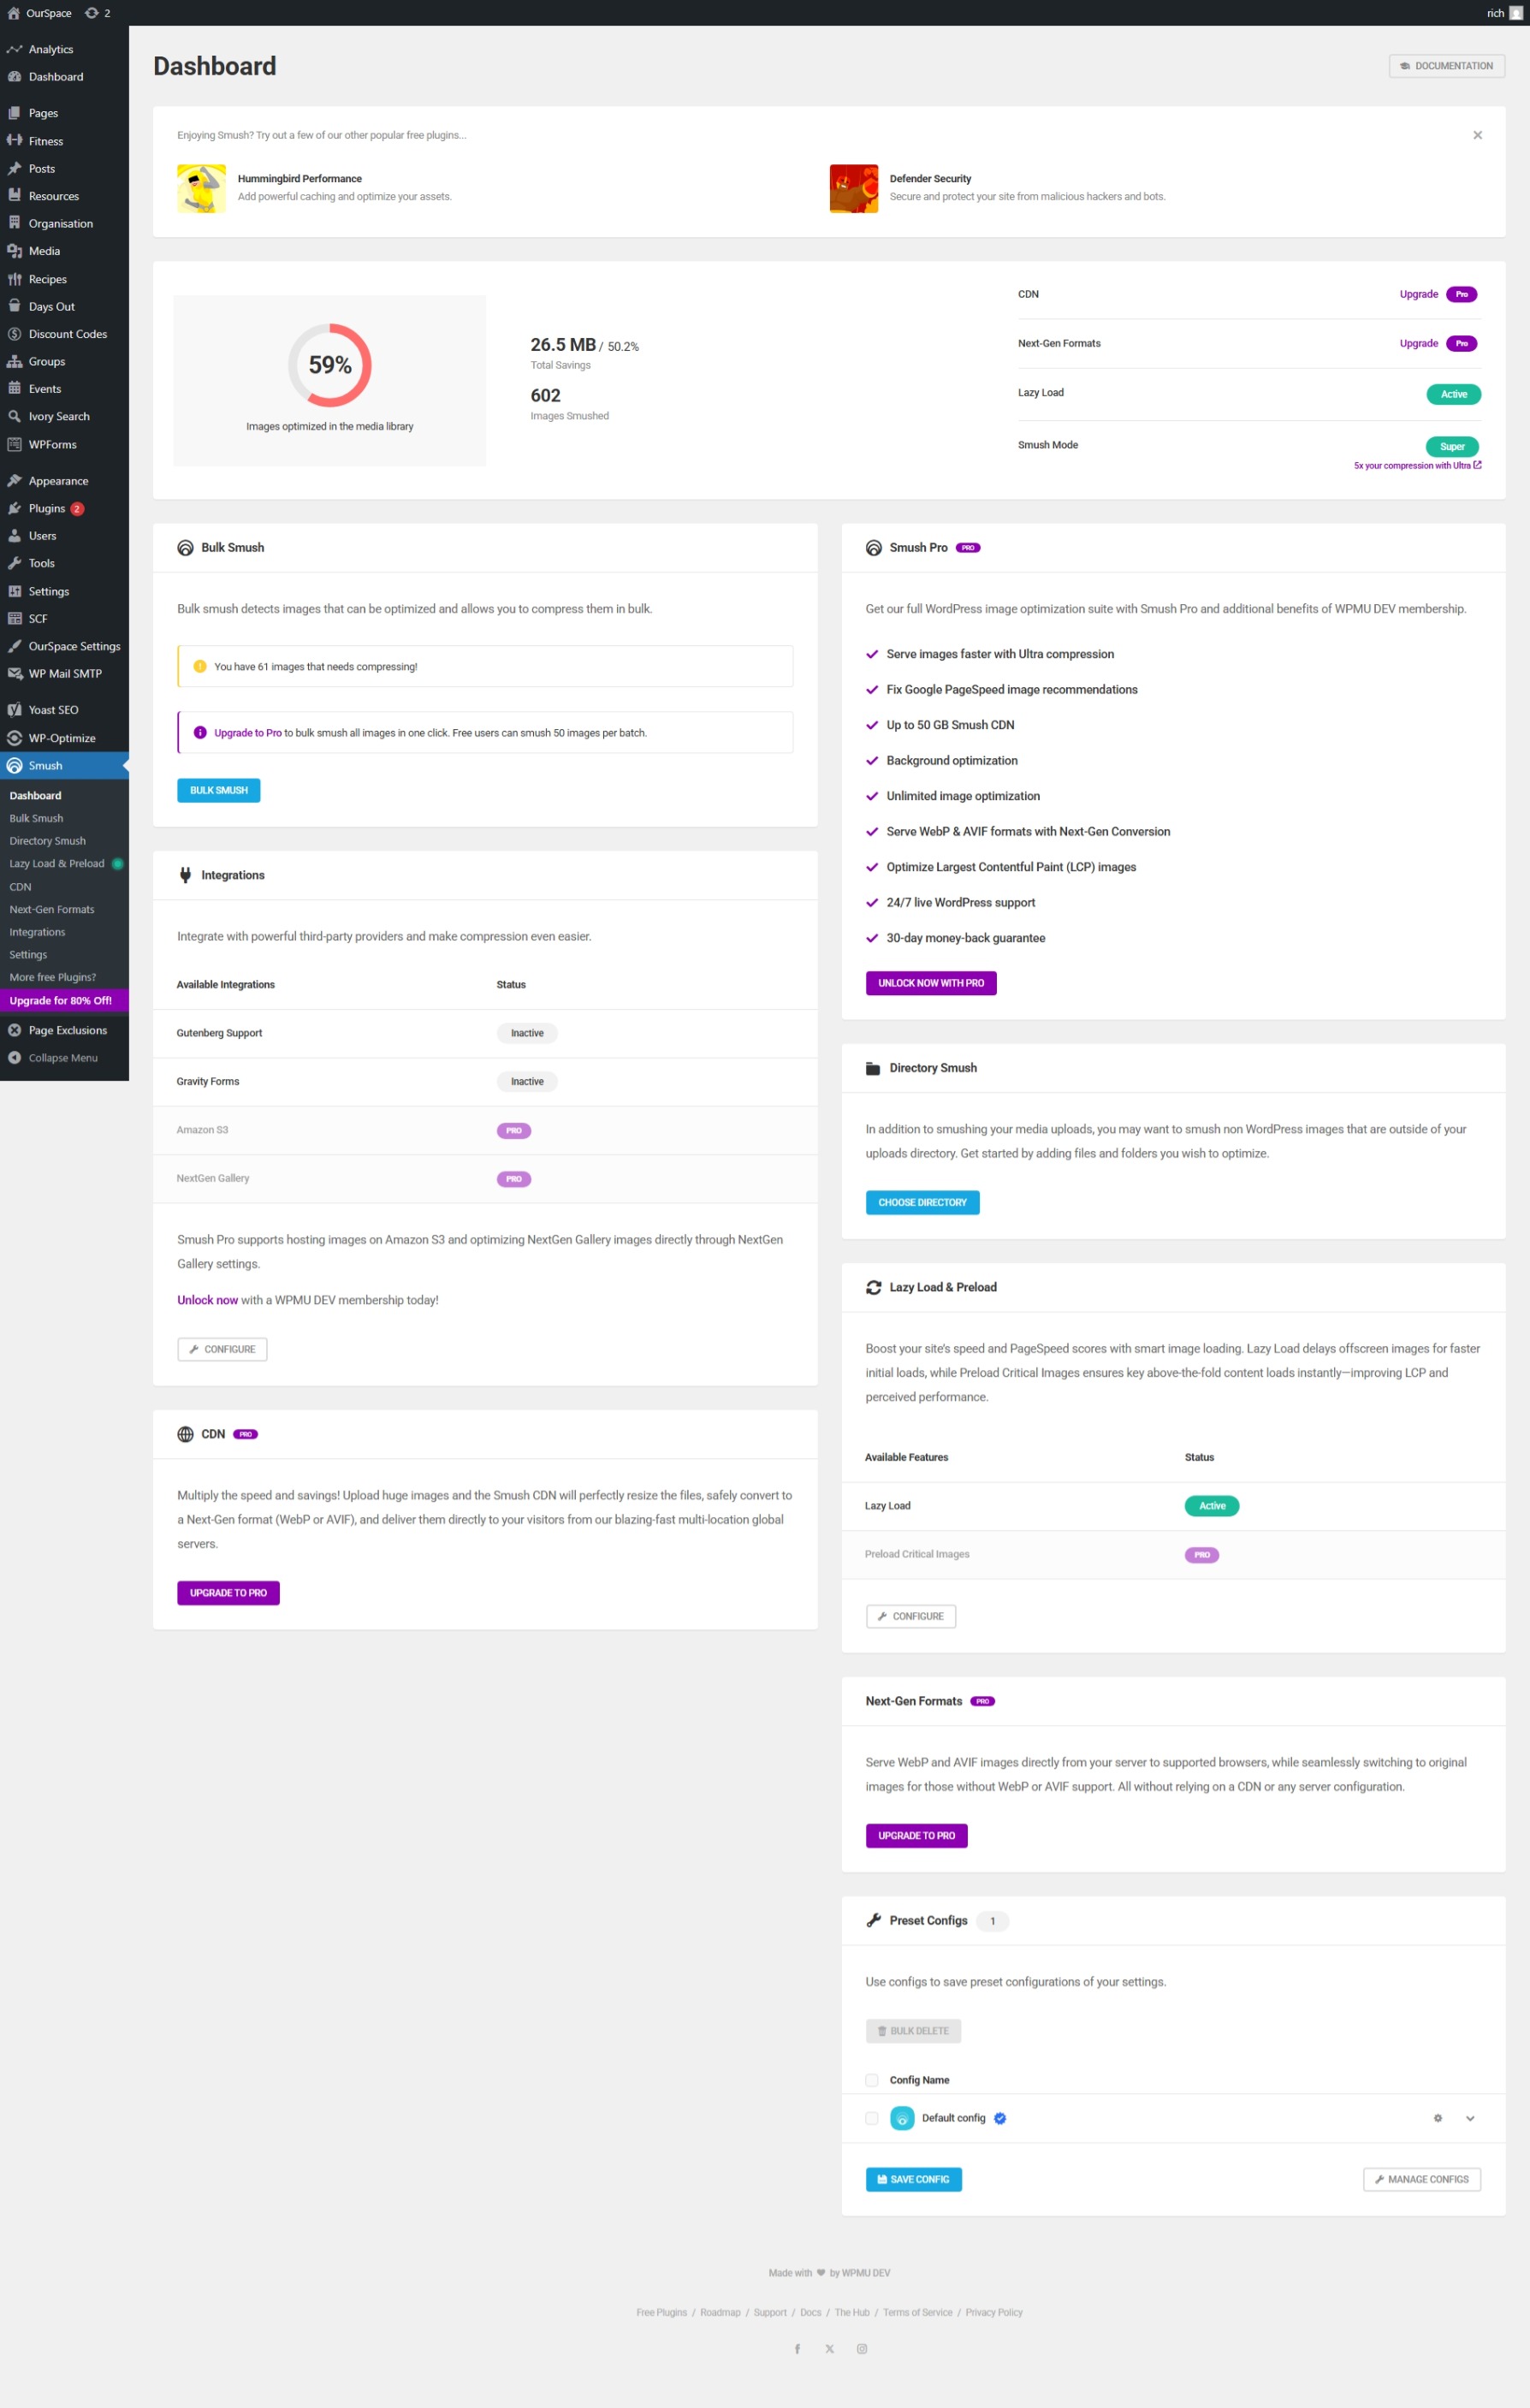 OurSpace 2
rich
Analytics
Dashboard
Pages
Fitness
Posts
Resources
Organisation
Media
Recipes
Days Out
Discount Codes
Groups
Events
Ivory Search
WPForms
Appearance
Plugins 2
Users
Tools
Settings
SCF
OurSpace Settings
WP Mail SMTP
Yoast SEO
WP-Optimize
Smush
Dashboard
Bulk Smush
Directory Smush
Lazy Load & Preload
CDN
Next-Gen Formats
Integrations
Settings
More free Plugins?
Upgrade for 80% Off!
Page Exclusions
Collapse Menu
Dashboard
DOCUMENTATION
Enjoying Smush? Try out a few of our other popular free plugins...
Hummingbird Performance
Add powerful caching and optimize your assets.
Defender Security
Secure and protect your site from malicious hackers and bots.
59%
Images optimized in the media library
26.5 MB / 50.2%
Total Savings
602
Images Smushed
CDN Upgrade Pro
Next-Gen Formats Upgrade Pro
Lazy Load Active
Smush Mode Super
5x your compression with Ultra
Bulk Smush
Bulk smush detects images that can be optimized and allows you to compress them in bulk.
You have 61 images that needs compressing!
Upgrade to Pro to bulk smush all images in one click. Free users can smush 50 images per batch.
BULK SMUSH
Integrations
Integrate with powerful third-party providers and make compression even easier.
Available Integrations Status
Gutenberg Support Inactive
Gravity Forms Inactive
Amazon S3 PRO
NextGen Gallery PRO
Smush Pro supports hosting images on Amazon S3 and optimizing NextGen Gallery images directly through NextGen
Gallery settings.
Unlock now with a WPMU DEV membership today!
CONFIGURE
CDN PRO
Multiply the speed and savings! Upload huge images and the Smush CDN will perfectly resize the files, safely convert to
a Next-Gen format (WebP or AVIF), and deliver them directly to your visitors from our blazing-fast multi-location global
servers.
UPGRADE TO PRO
Smush Pro PRO
Get our full WordPress image optimization suite with Smush Pro and additional benefits of WPMU DEV membership.
Serve images faster with Ultra compression
Fix Google PageSpeed image recommendations
Up to 50 GB Smush CDN
Background optimization
Unlimited image optimization
Serve WebP & AVIF formats with Next-Gen Conversion
Optimize Largest Contentful Paint (LCP) images
24/7 live WordPress support
30-day money-back guarantee
UNLOCK NOW WITH PRO
Directory Smush
In addition to smushing your media uploads, you may want to smush non WordPress images that are outside of your
uploads directory. Get started by adding files and folders you wish to optimize.
CHOOSE DIRECTORY
Lazy Load & Preload
Boost your site's speed and PageSpeed scores with smart image loading. Lazy Load delays offscreen images for faster
initial loads, while Preload Critical Images ensures key above-the-fold content loads instantly—improving LCP and
perceived performance.
Available Features Status
Lazy Load Active
Preload Critical Images PRO
CONFIGURE
Next-Gen Formats PRO
Serve WebP and AVIF images directly from your server to supported browsers, while seamlessly switching to original
images for those without WebP or AVIF support. All without relying on a CDN or any server configuration.
UPGRADE TO PRO
Preset Configs 1
Use configs to save preset configurations of your settings.
BULK DELETE
Config Name
Default config
SAVE CONFIG
MANAGE CONFIGS
Made with ♥ by WPMU DEV
Free Plugins / Roadmap / Support / Docs / The Hub / Terms of Service / Privacy Policy